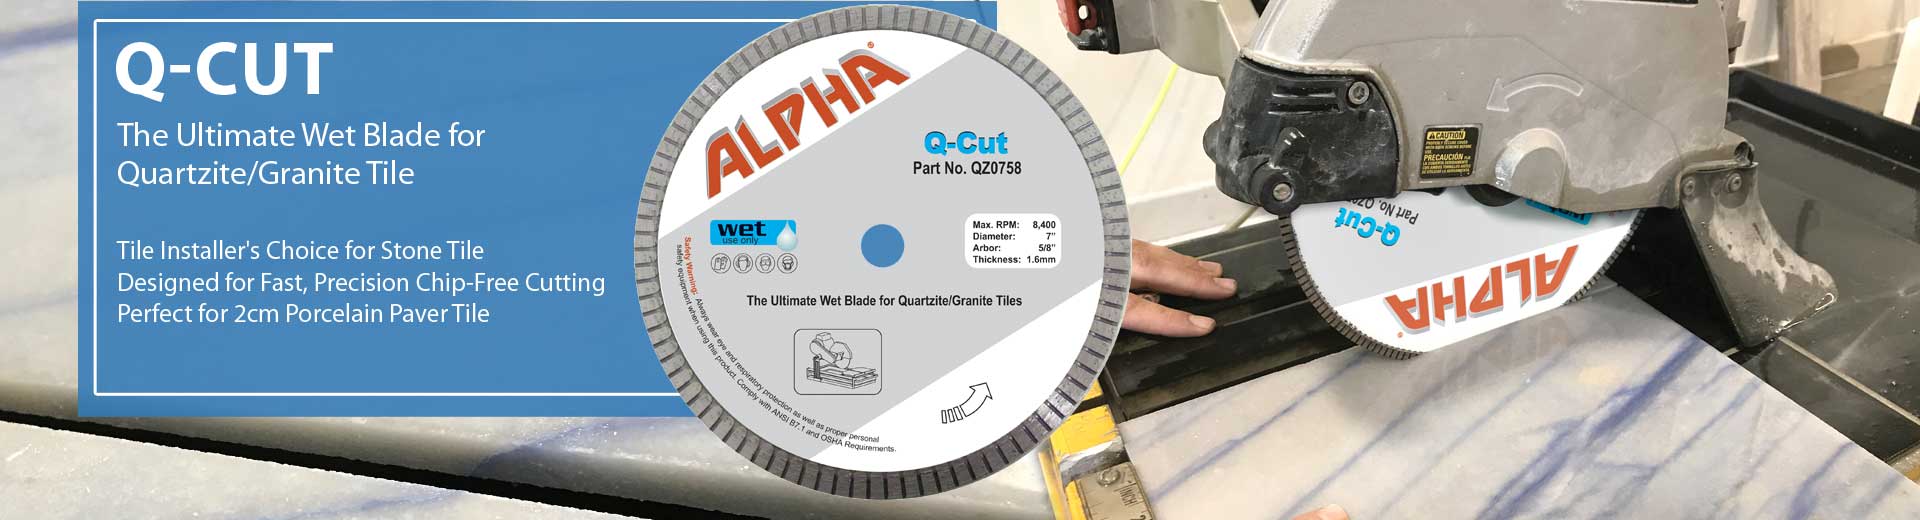 Q-CUT
The Ultimate Wet Blade for
Quartzite/Granite Tile
Tile Installer's Choice for Stone Tile
Designed for Fast, Precision Chip-Free Cutting
Perfect for 2cm Porcelain Paver Tile
ALPHA®
Q-Cut
Part No. QZ0758
wet
use only
Max. RPM: 8,400
Diameter: 7"
Arbor: 5/8"
Thickness: 1.6mm
The Ultimate Wet Blade for Quartzite/Granite Tiles
Safety Warning: Always wear eye and respiratory protection as well as proper personal
safety equipment when using this product. Comply with ANSI B7.1 and OSHA Requirements.
CAUTION
PRECAUCIÓN
Part No. QZ0
Q-Cut
ALPHA®
INCH
2